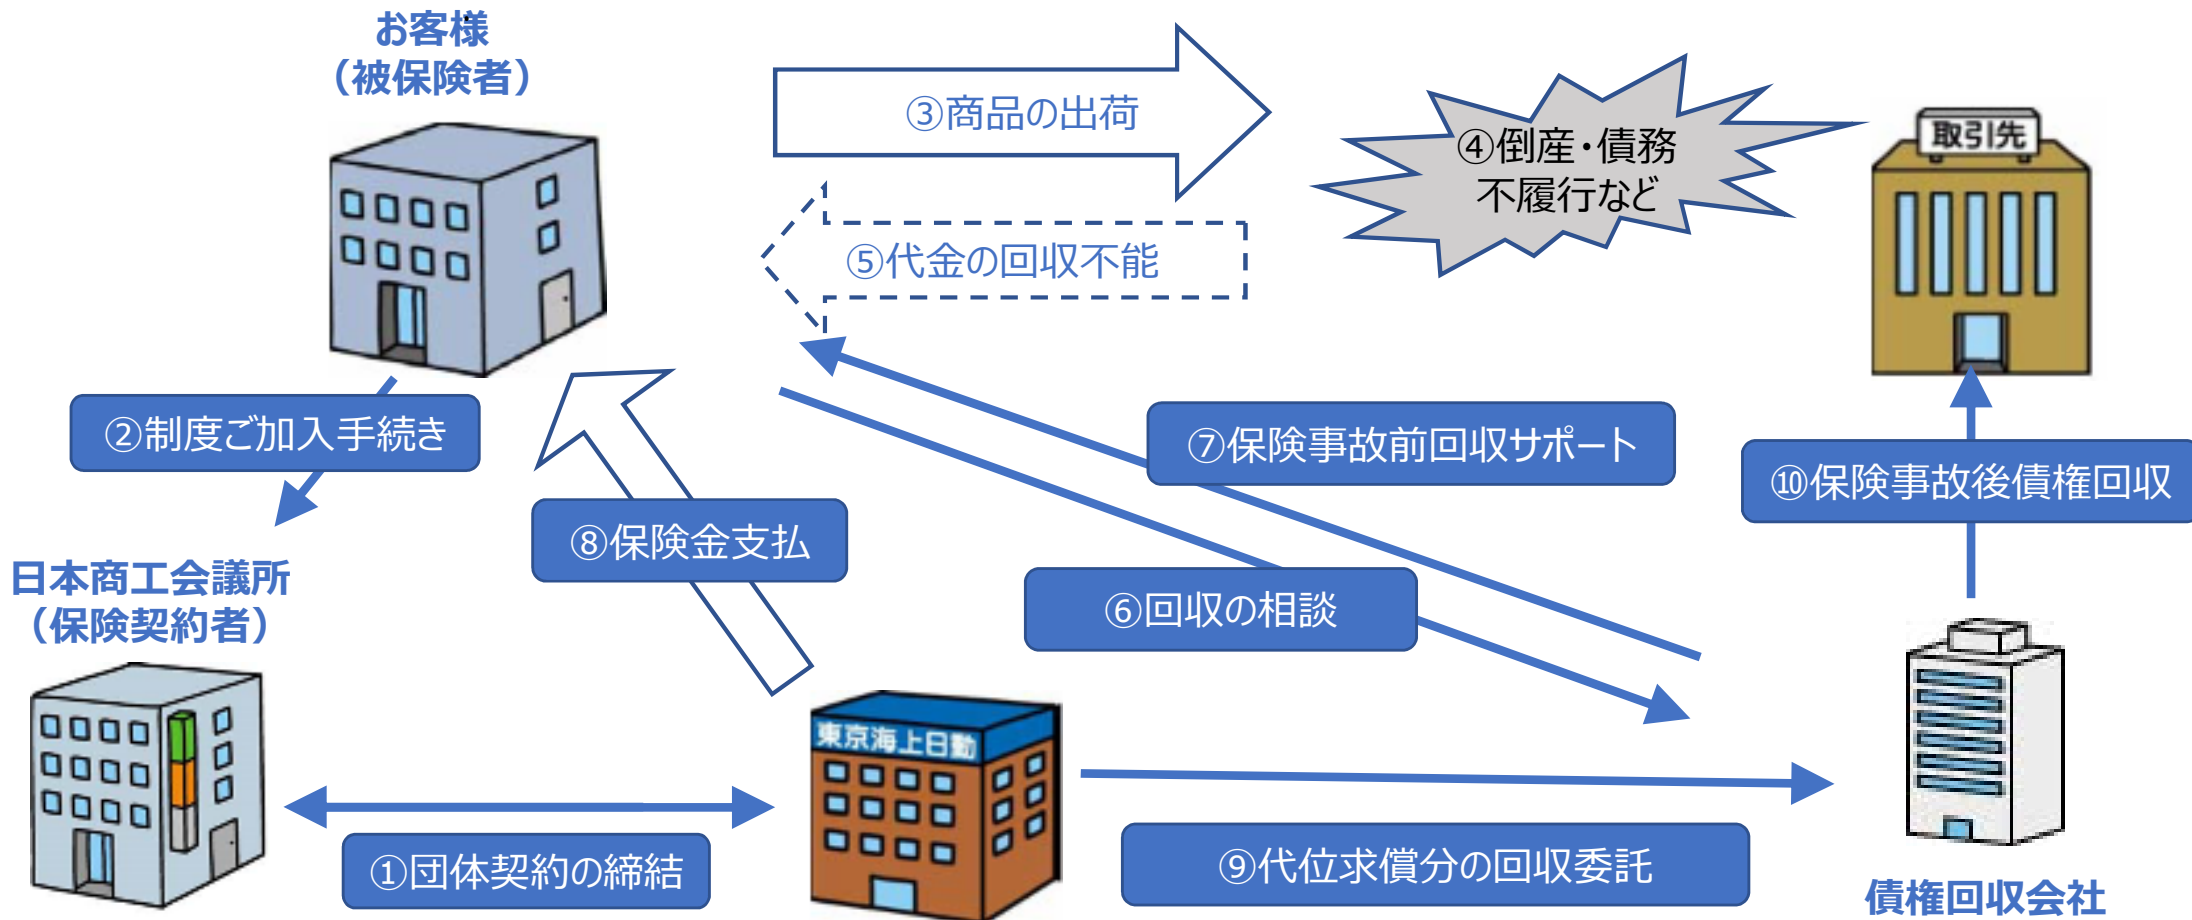 お客様
（被保険者）
③商品の出荷
④倒産・債務
不履行など
取引先
⑤代金の回収不能
②制度ご加入手続き
⑦保険事故前回収サポート
⑩保険事故後債権回収
⑧保険金支払
⑥回収の相談
日本商工会議所
（保険契約者）
東京海上日動
①団体契約の締結
⑨代位求償分の回収委託
債権回収会社